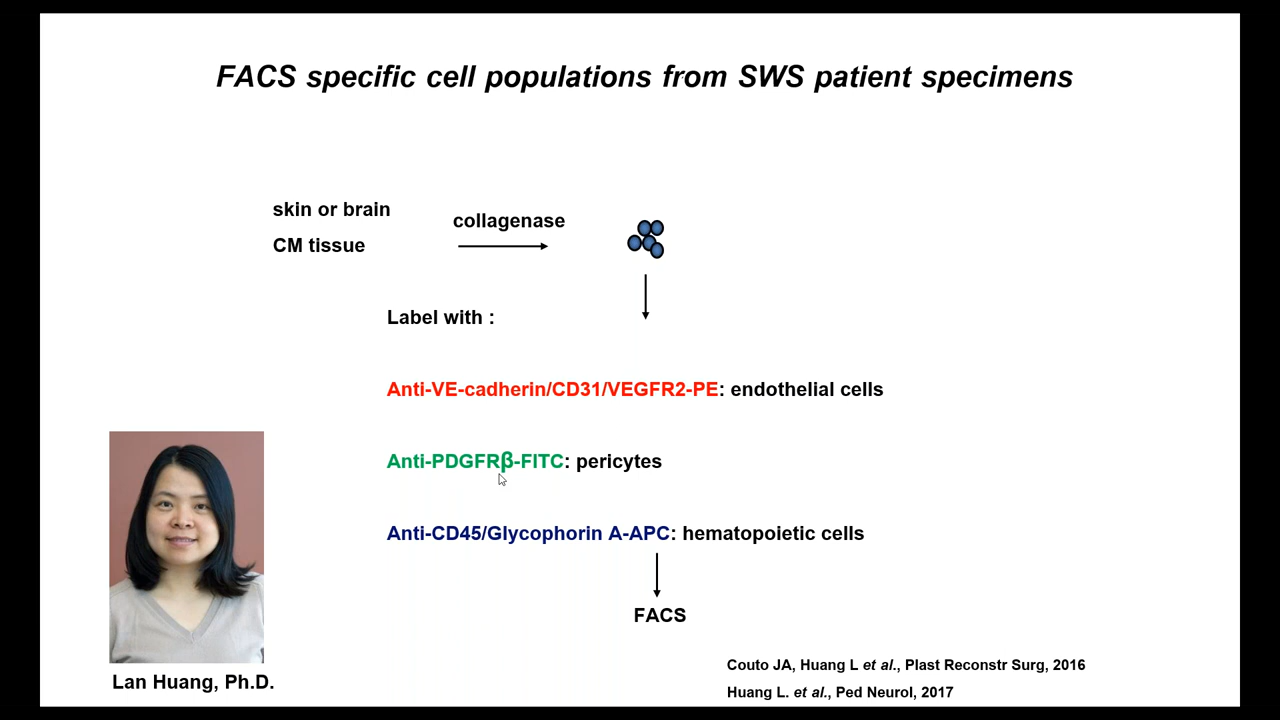 FACS specific cell populations from SWS patient specimens
skin or brain
CM tissue
collagenase
Label with :
Anti-VE-cadherin/CD31/VEGFR2-PE: endothelial cells
Anti-PDGFRβ-FITC: pericytes
Anti-CD45/Glycophorin A-APC: hematopoietic cells
FACS
Lan Huang, Ph.D.
Couto JA, Huang L et al., Plast Reconstr Surg, 2016
Huang L. et al., Ped Neurol, 2017